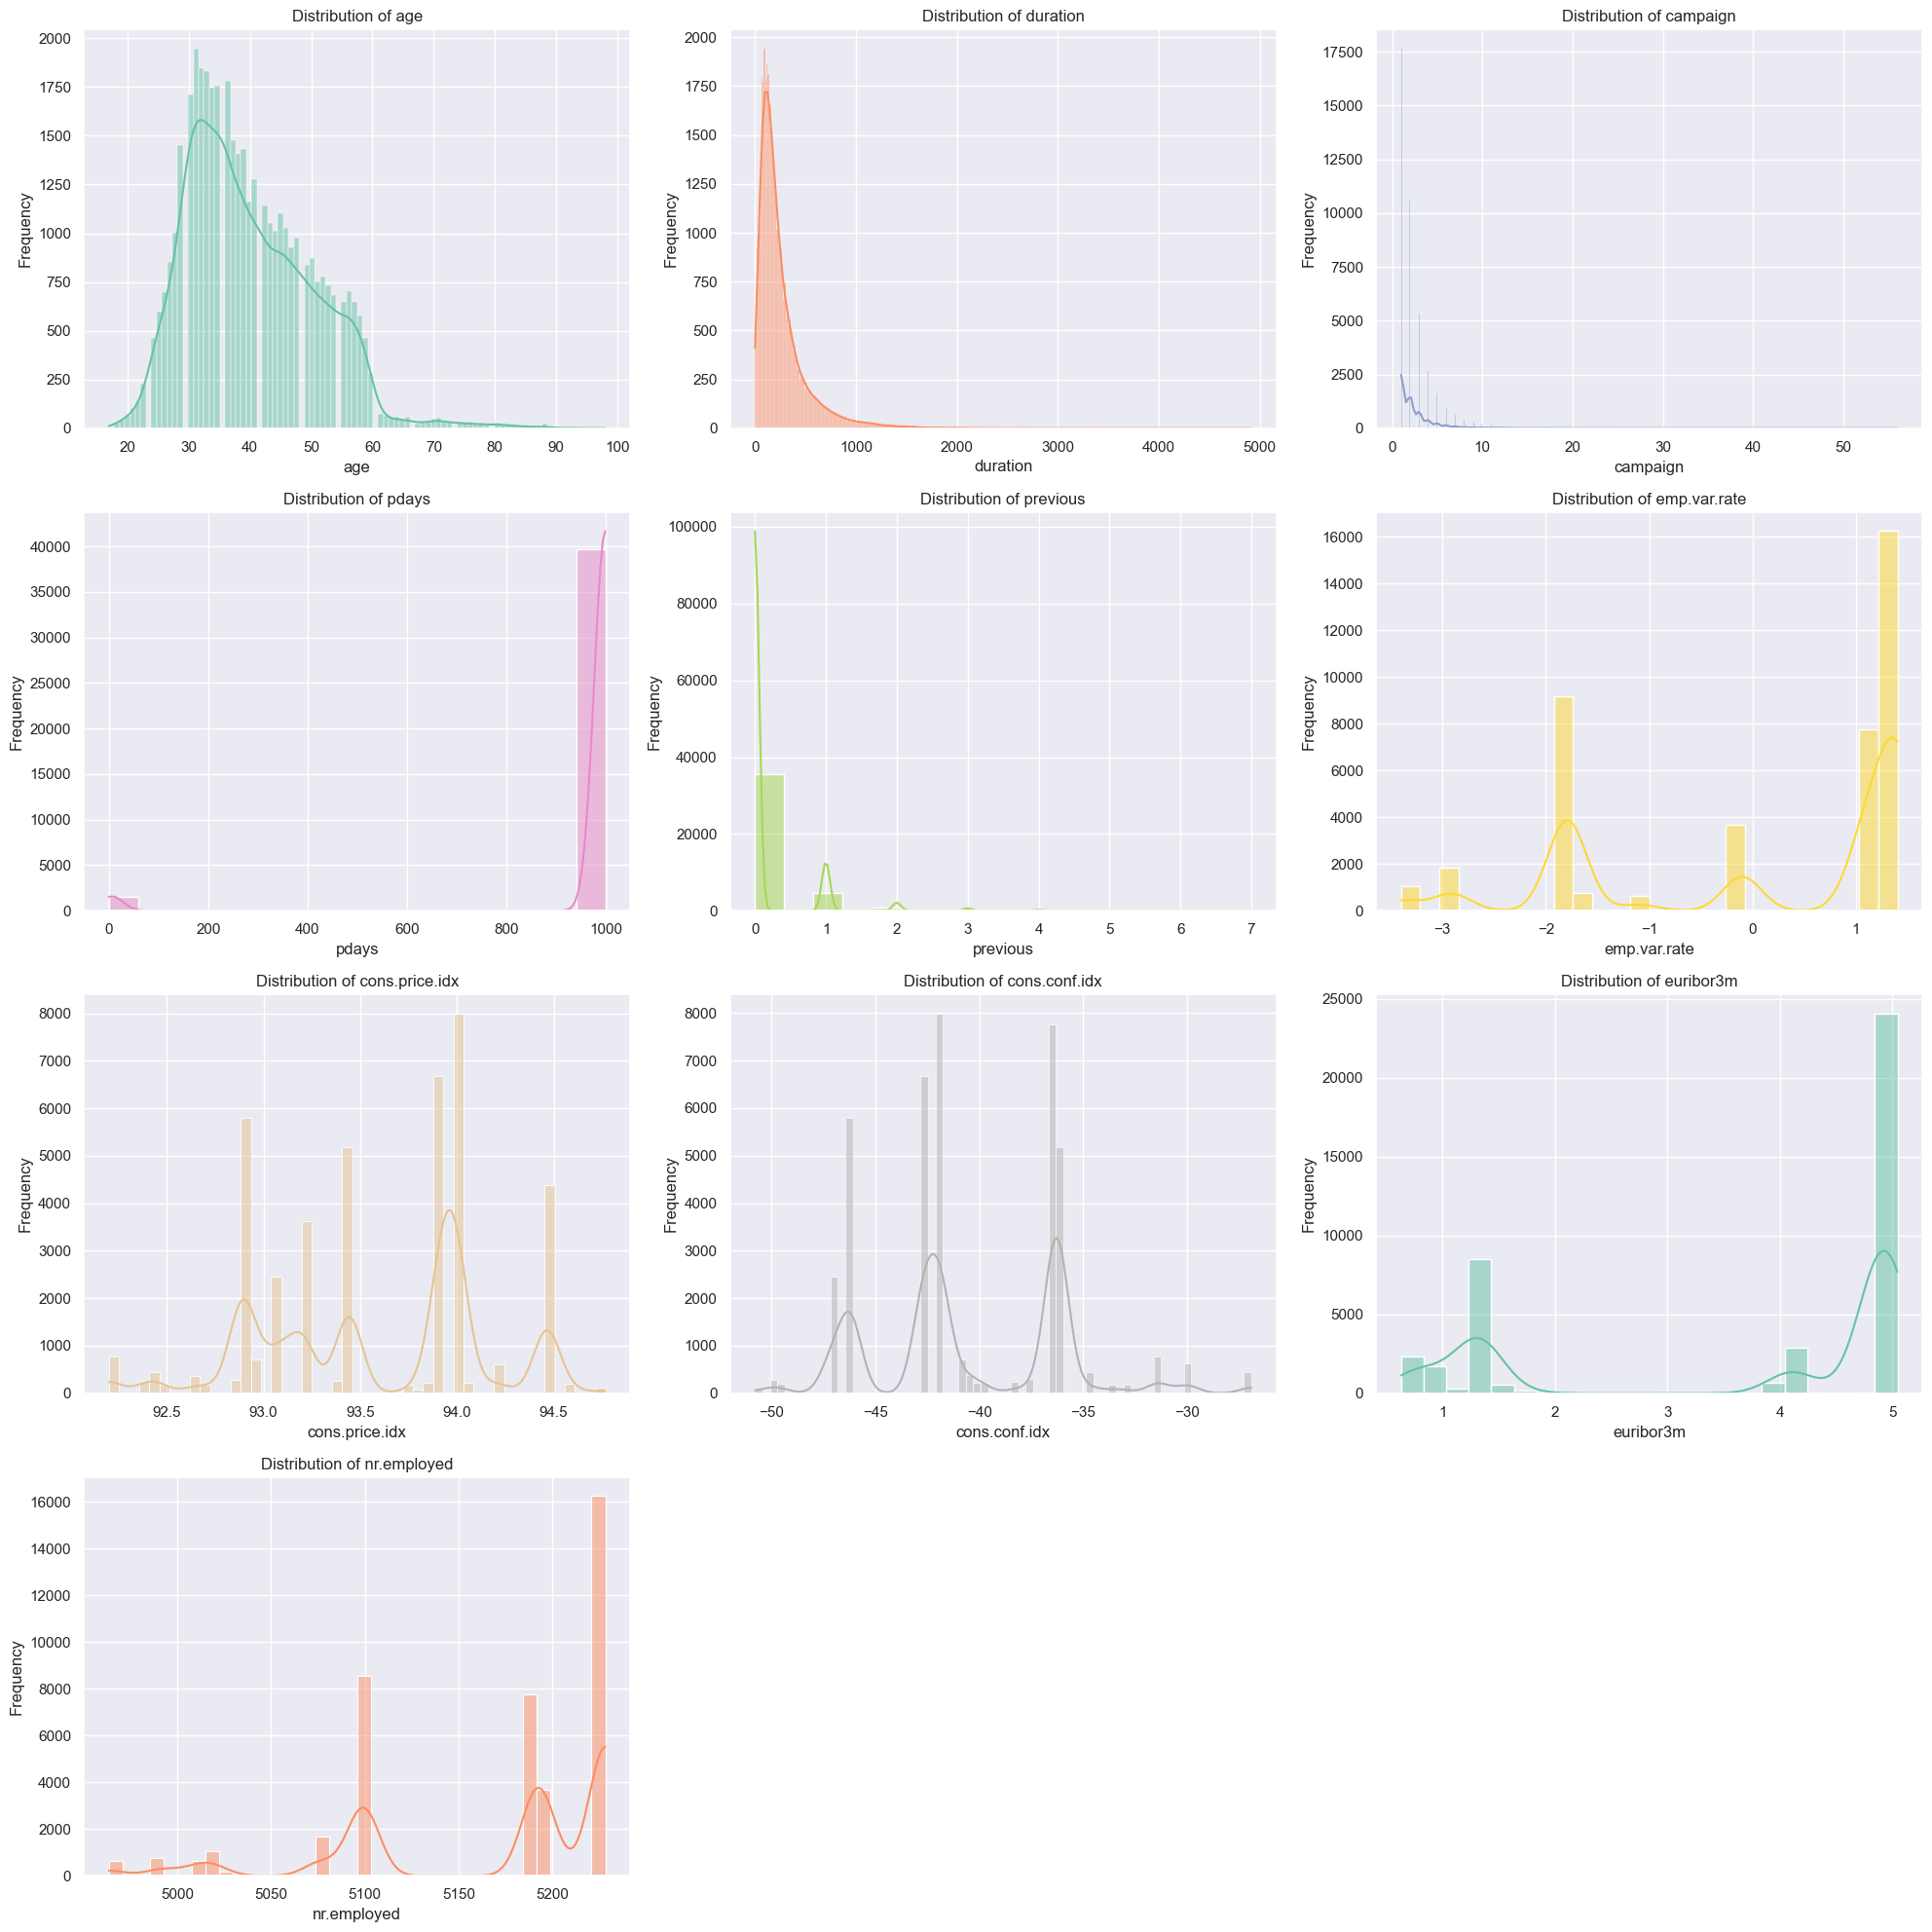 Distribution of age
2000
1750
1500
1250
1000
750
500
250
0
Frequency
20 30 40 50 60 70 80 90 100
age
Distribution of duration
2000
1750
1500
1250
1000
750
500
250
0
Frequency
0 1000 2000 3000 4000 5000
duration
Distribution of campaign
17500
15000
12500
10000
7500
5000
2500
0
Frequency
0 10 20 30 40 50
campaign
Distribution of pdays
40000
35000
30000
25000
20000
15000
10000
5000
0
Frequency
0 200 400 600 800 1000
pdays
Distribution of previous
100000
80000
60000
40000
20000
0
Frequency
0 1 2 3 4 5 6 7
previous
Distribution of emp.var.rate
16000
14000
12000
10000
8000
6000
4000
2000
0
Frequency
−3 −2 −1 0 1
emp.var.rate
Distribution of cons.price.idx
8000
7000
6000
5000
4000
3000
2000
1000
0
Frequency
92.5 93.0 93.5 94.0 94.5
cons.price.idx
Distribution of cons.conf.idx
8000
7000
6000
5000
4000
3000
2000
1000
0
Frequency
−50 −45 −40 −35 −30
cons.conf.idx
Distribution of euribor3m
25000
20000
15000
10000
5000
0
Frequency
1 2 3 4 5
euribor3m
Distribution of nr.employed
16000
14000
12000
10000
8000
6000
4000
2000
0
Frequency
5000 5050 5100 5150 5200
nr.employed